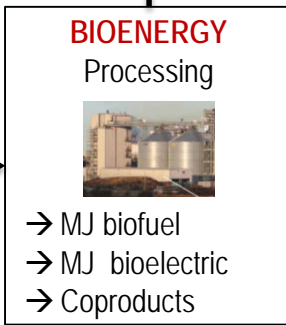 BIOENERGY
Processing
→ MJ biofuel
→ MJ bioelectric
→ Coproducts